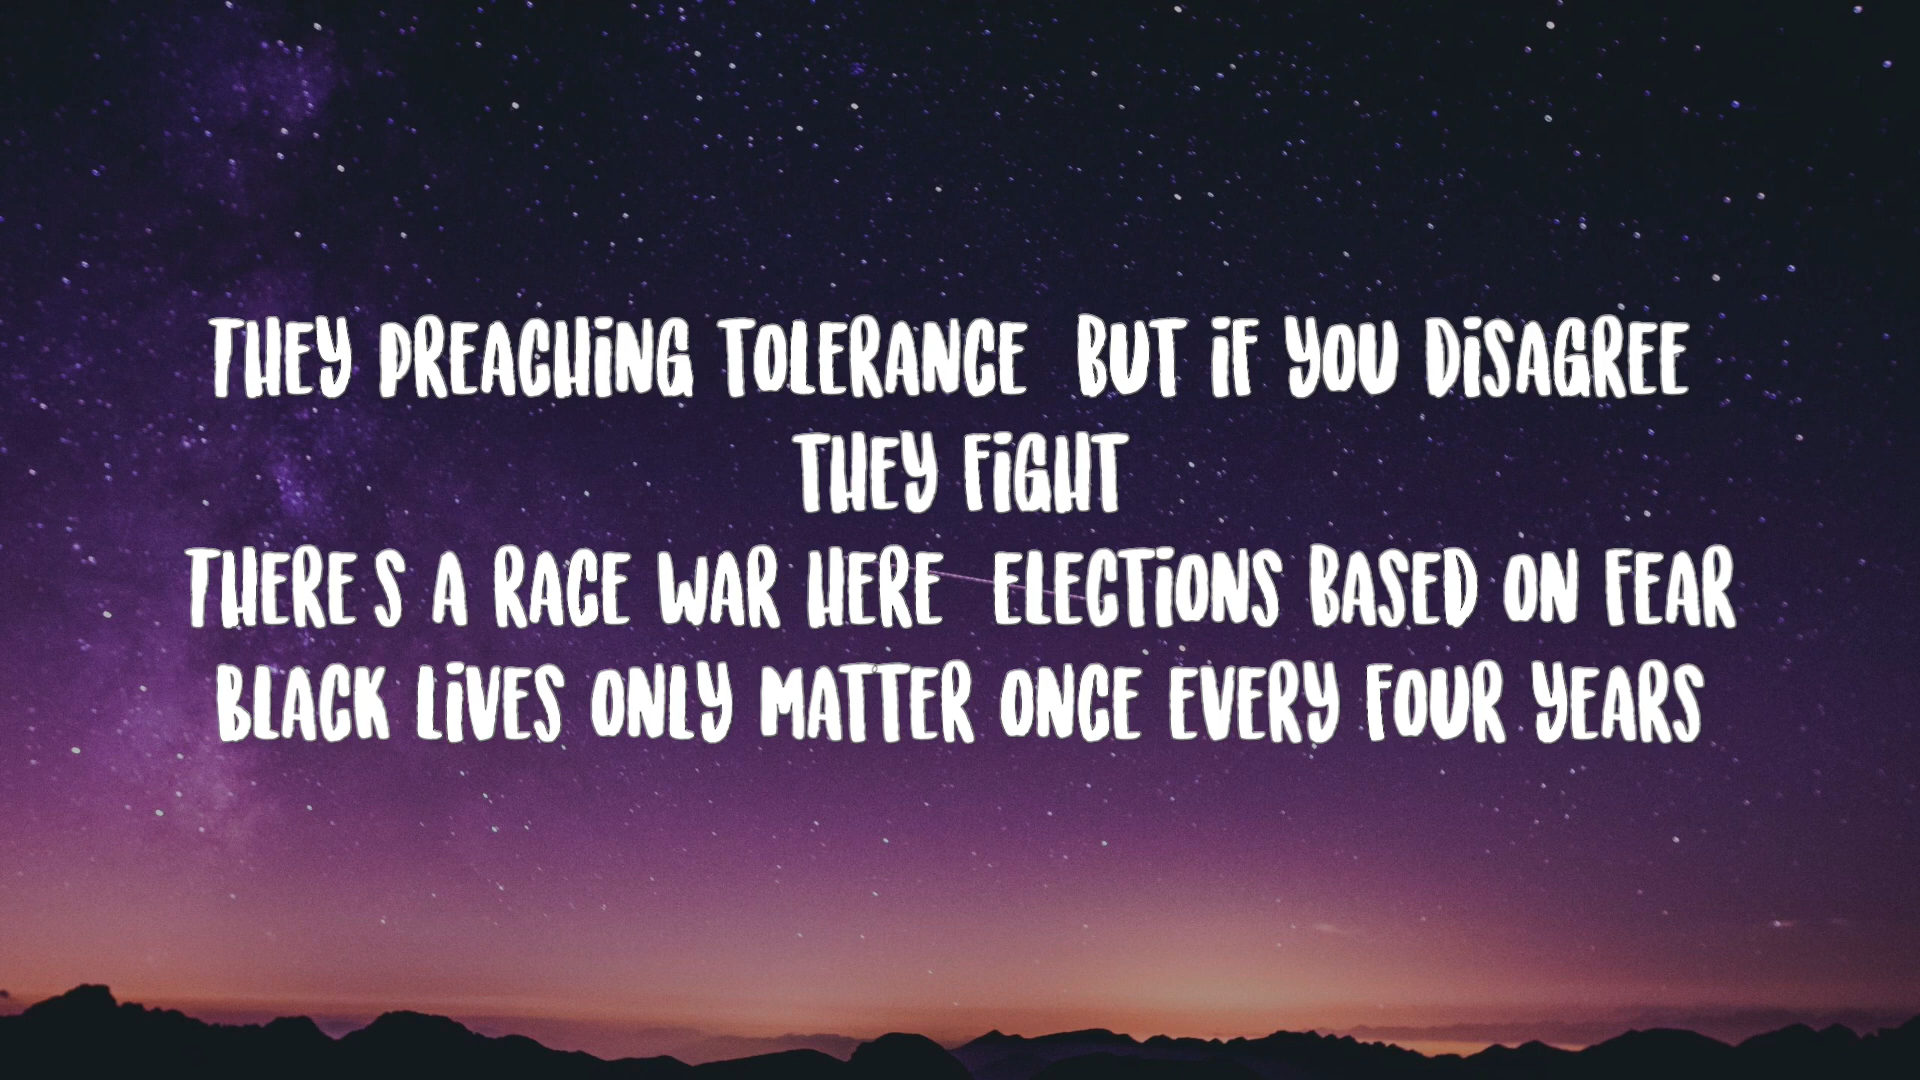 THEY PREACHING TOLERANCE  BUT IF YOU DISAGREE
THEY FIGHT
THERE S A RACE WAR HERE  ELECTIONS BASED ON FEAR
BLACK LIVES ONLY MATTER ONCE EVERY FOUR YEARS